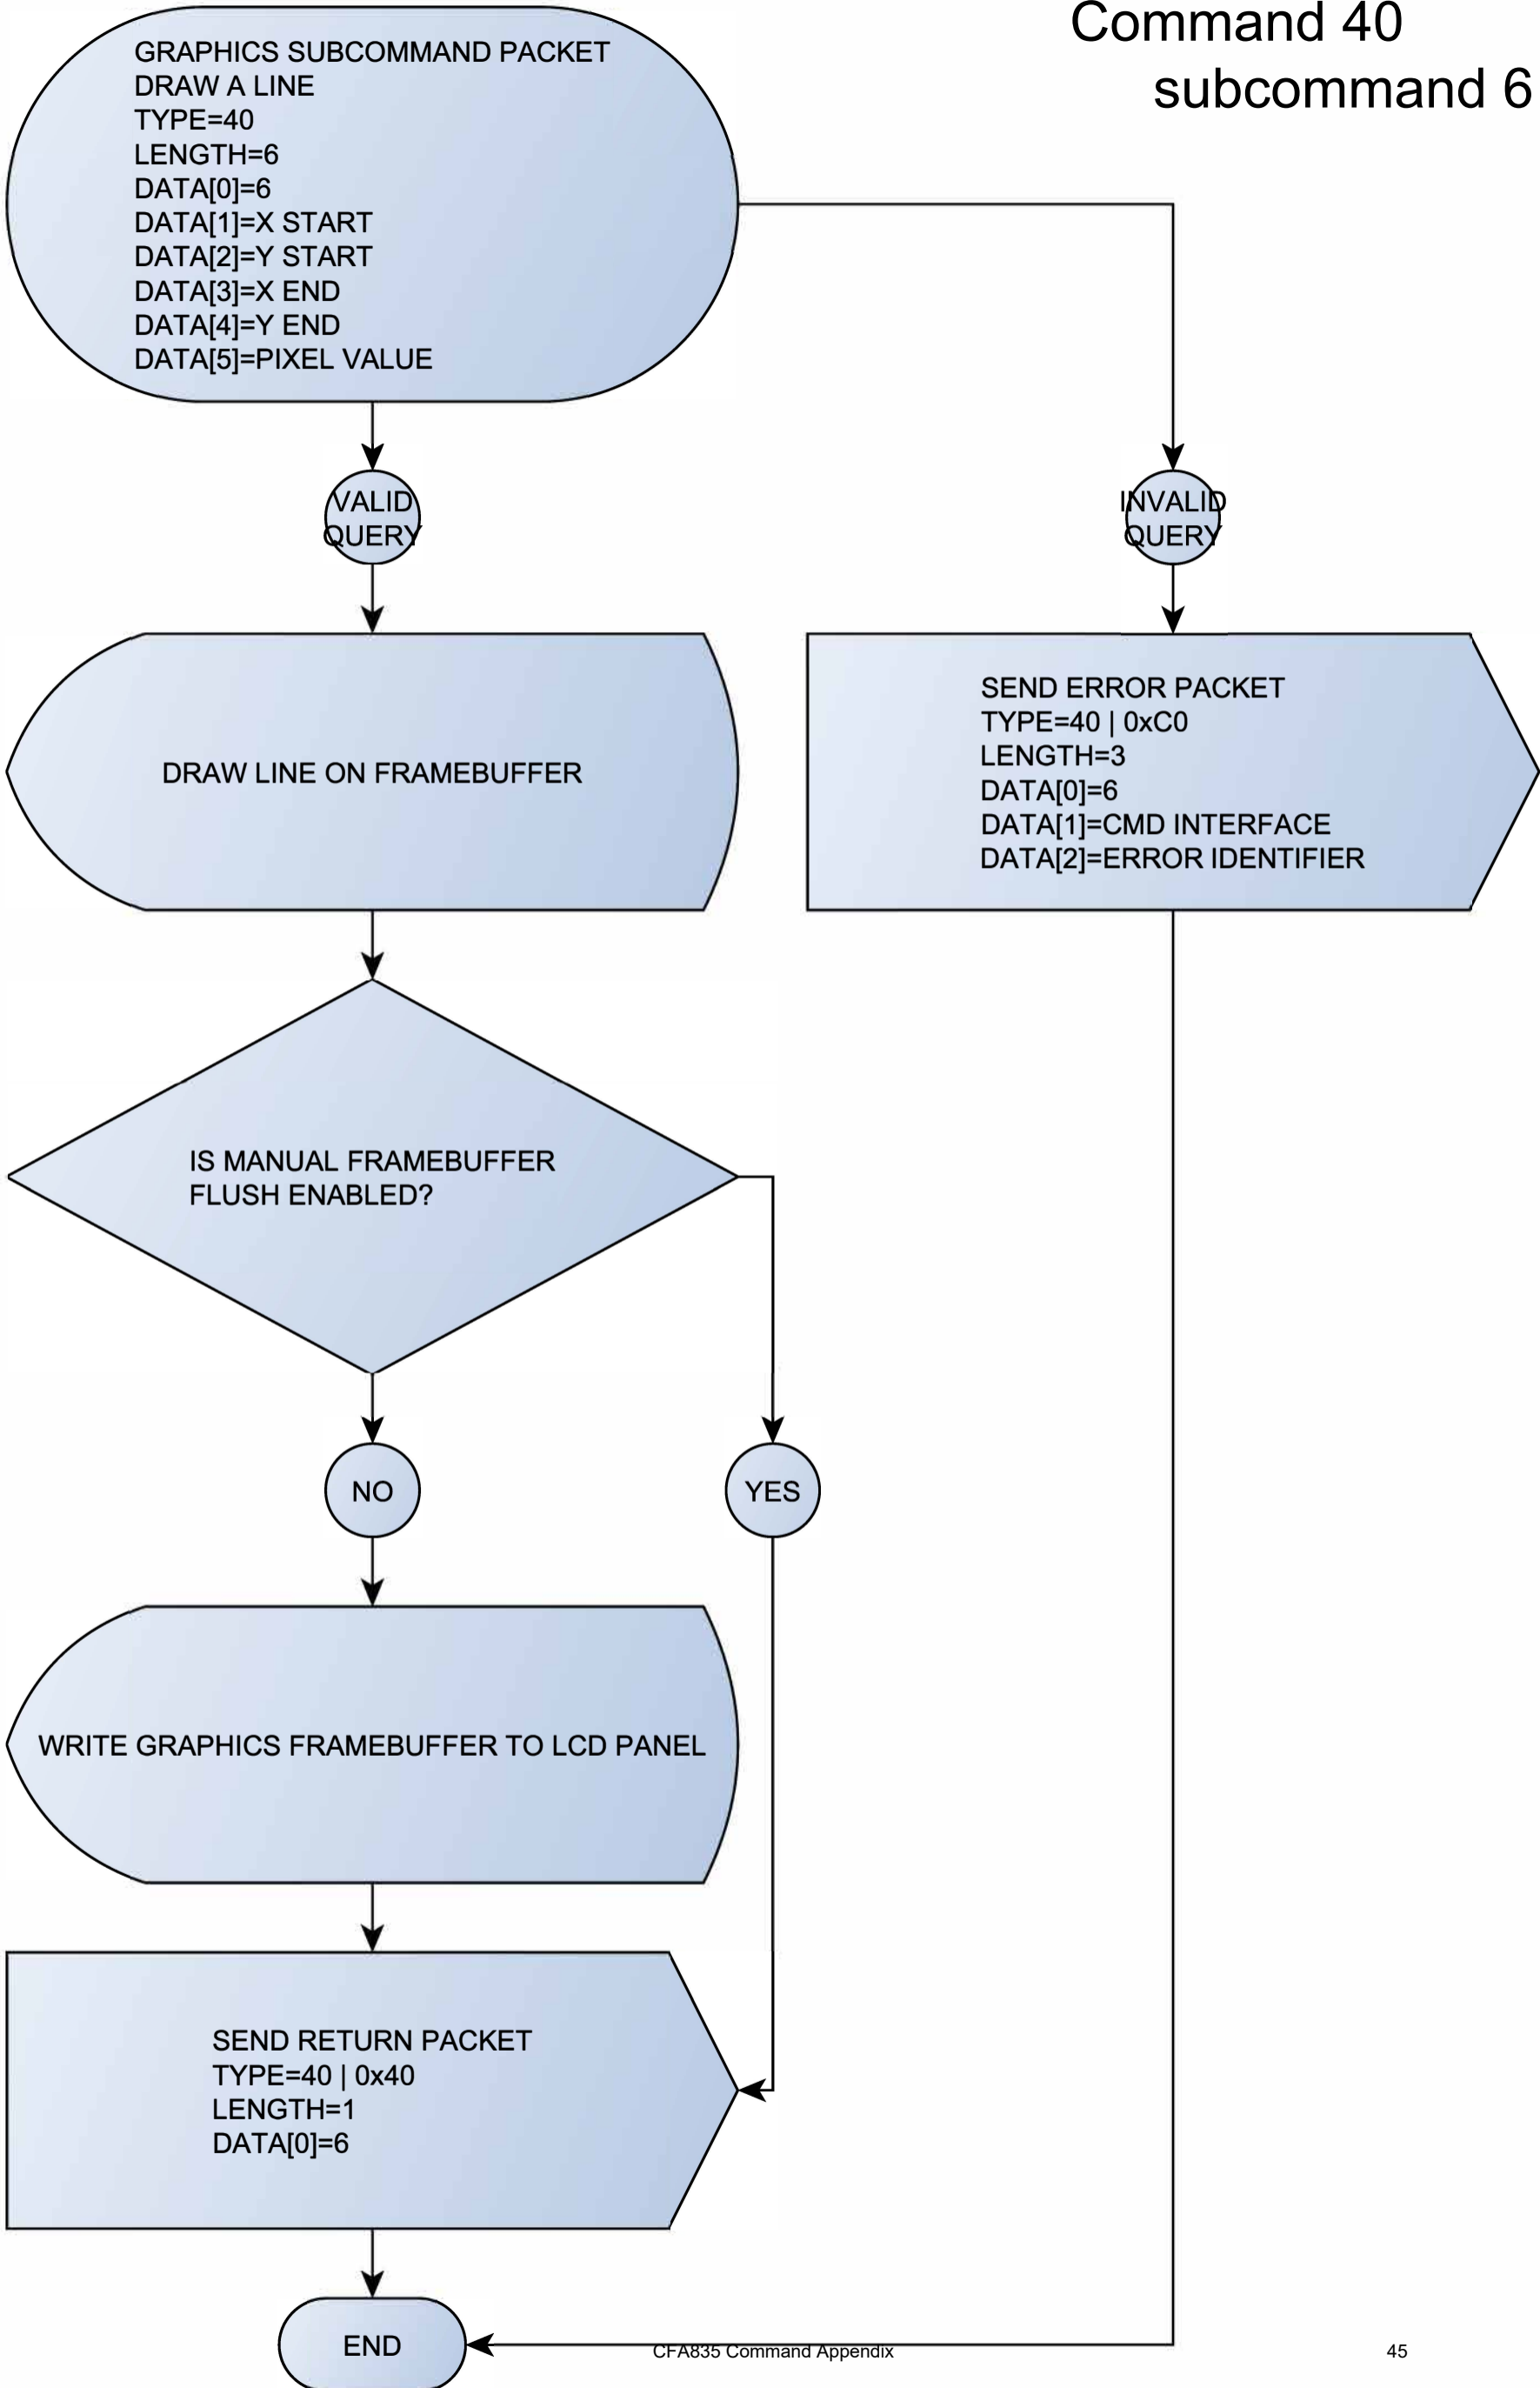 Command 40
subcommand 6
GRAPHICS SUBCOMMAND PACKET
DRAW A LINE
TYPE=40
LENGTH=6
DATA[0]=6
DATA[1]=X START
DATA[2]=Y START
DATA[3]=X END
DATA[4]=Y END
DATA[5]=PIXEL VALUE
VALID
QUERY
INVALID
QUERY
DRAW LINE ON FRAMEBUFFER
SEND ERROR PACKET
TYPE=40 | 0xC0
LENGTH=3
DATA[0]=6
DATA[1]=CMD INTERFACE
DATA[2]=ERROR IDENTIFIER
IS MANUAL FRAMEBUFFER
FLUSH ENABLED?
NO
YES
WRITE GRAPHICS FRAMEBUFFER TO LCD PANEL
SEND RETURN PACKET
TYPE=40 | 0x40
LENGTH=1
DATA[0]=6
END
CFA835 Command Appendix
45